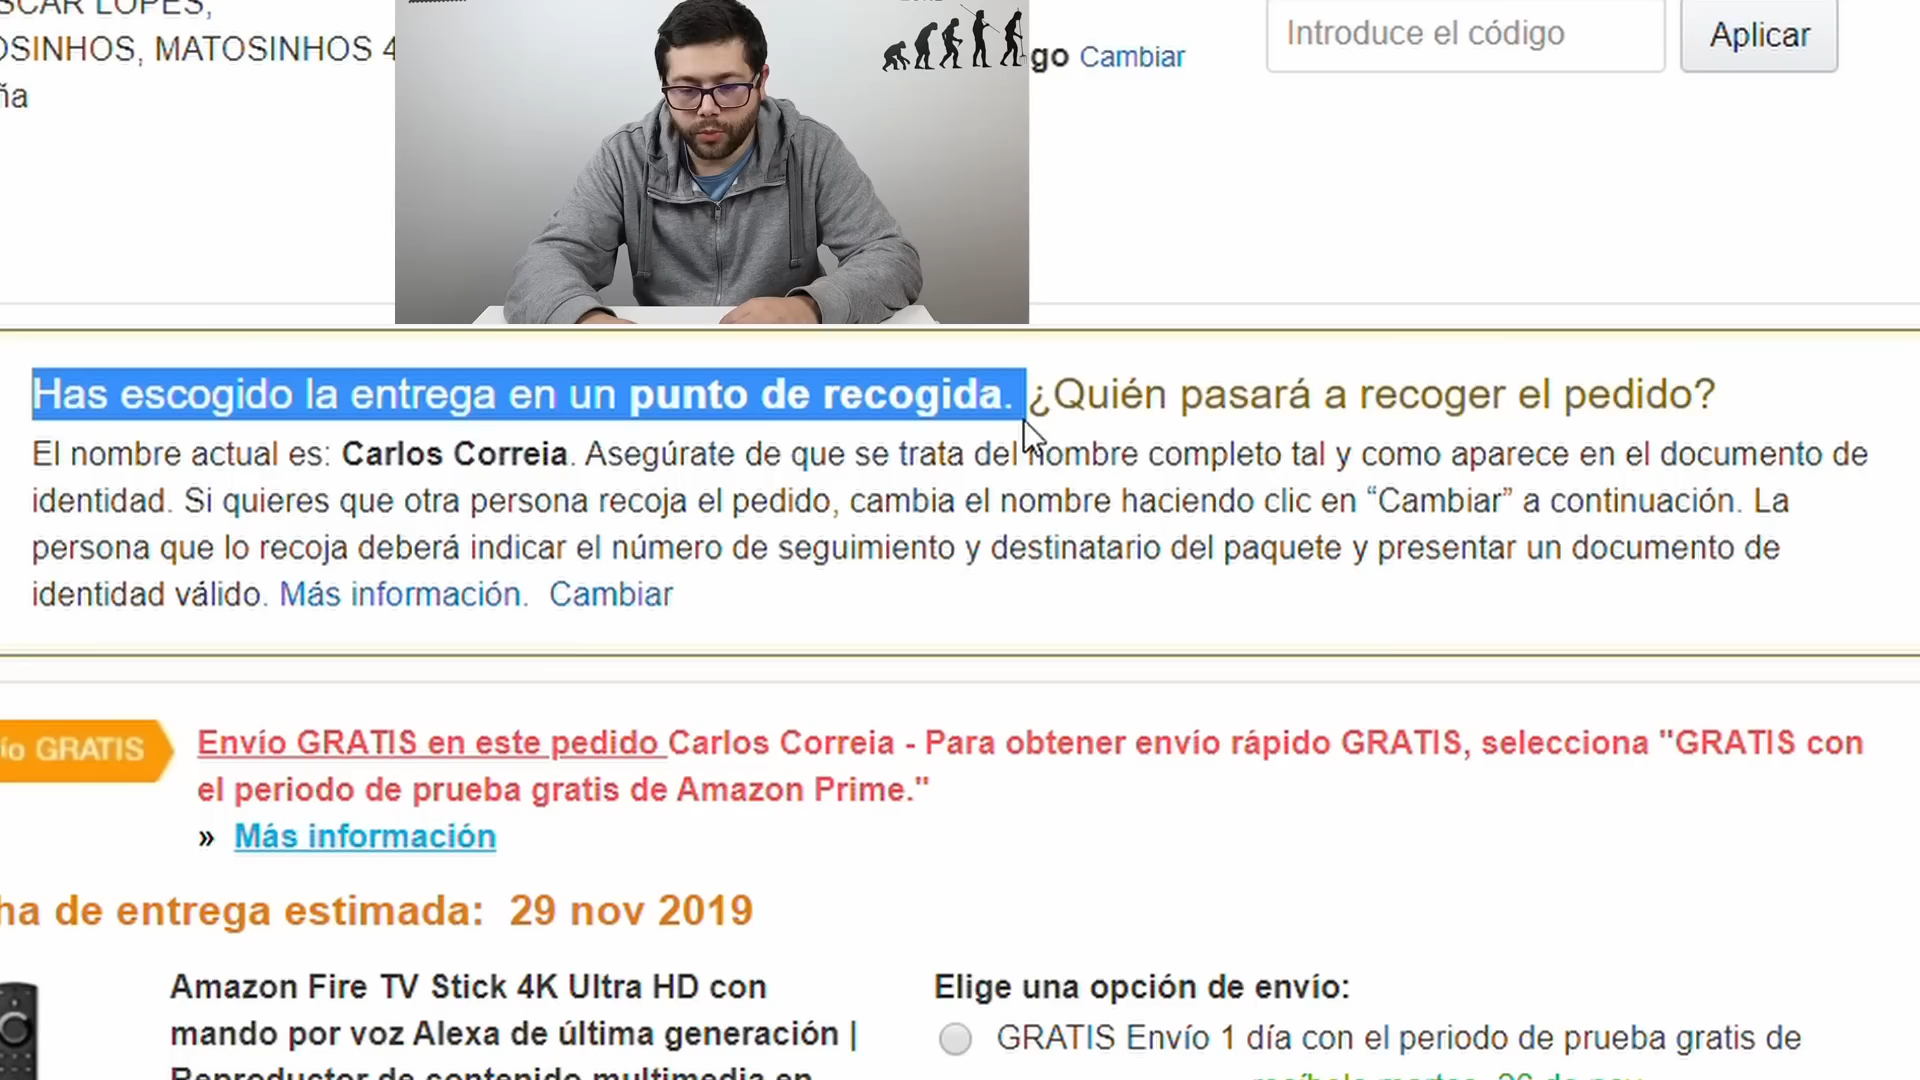 OSINHOS, MATOSINHOS 4
ña
go Cambiar
Introduce el código
Aplicar
Has escogido la entrega en un punto de recogida. ¿Quién pasará a recoger el pedido?
El nombre actual es: Carlos Correia. Asegúrate de que se trata del nombre completo tal y como aparece en el documento de
identidad. Si quieres que otra persona recoja el pedido, cambia el nombre haciendo clic en “Cambiar” a continuación. La
persona que lo recoja deberá indicar el número de seguimiento y destinatario del paquete y presentar un documento de
identidad válido. Más información. Cambiar
ío GRATIS
Envío GRATIS en este pedido Carlos Correia - Para obtener envío rápido GRATIS, selecciona "GRATIS con
el periodo de prueba gratis de Amazon Prime."
» Más información
ha de entrega estimada: 29 nov 2019
Amazon Fire TV Stick 4K Ultra HD con
mando por voz Alexa de última generación |
Reproductor de contenido multimedia en
Elige una opción de envío:
GRATIS Envío 1 día con el periodo de prueba gratis de